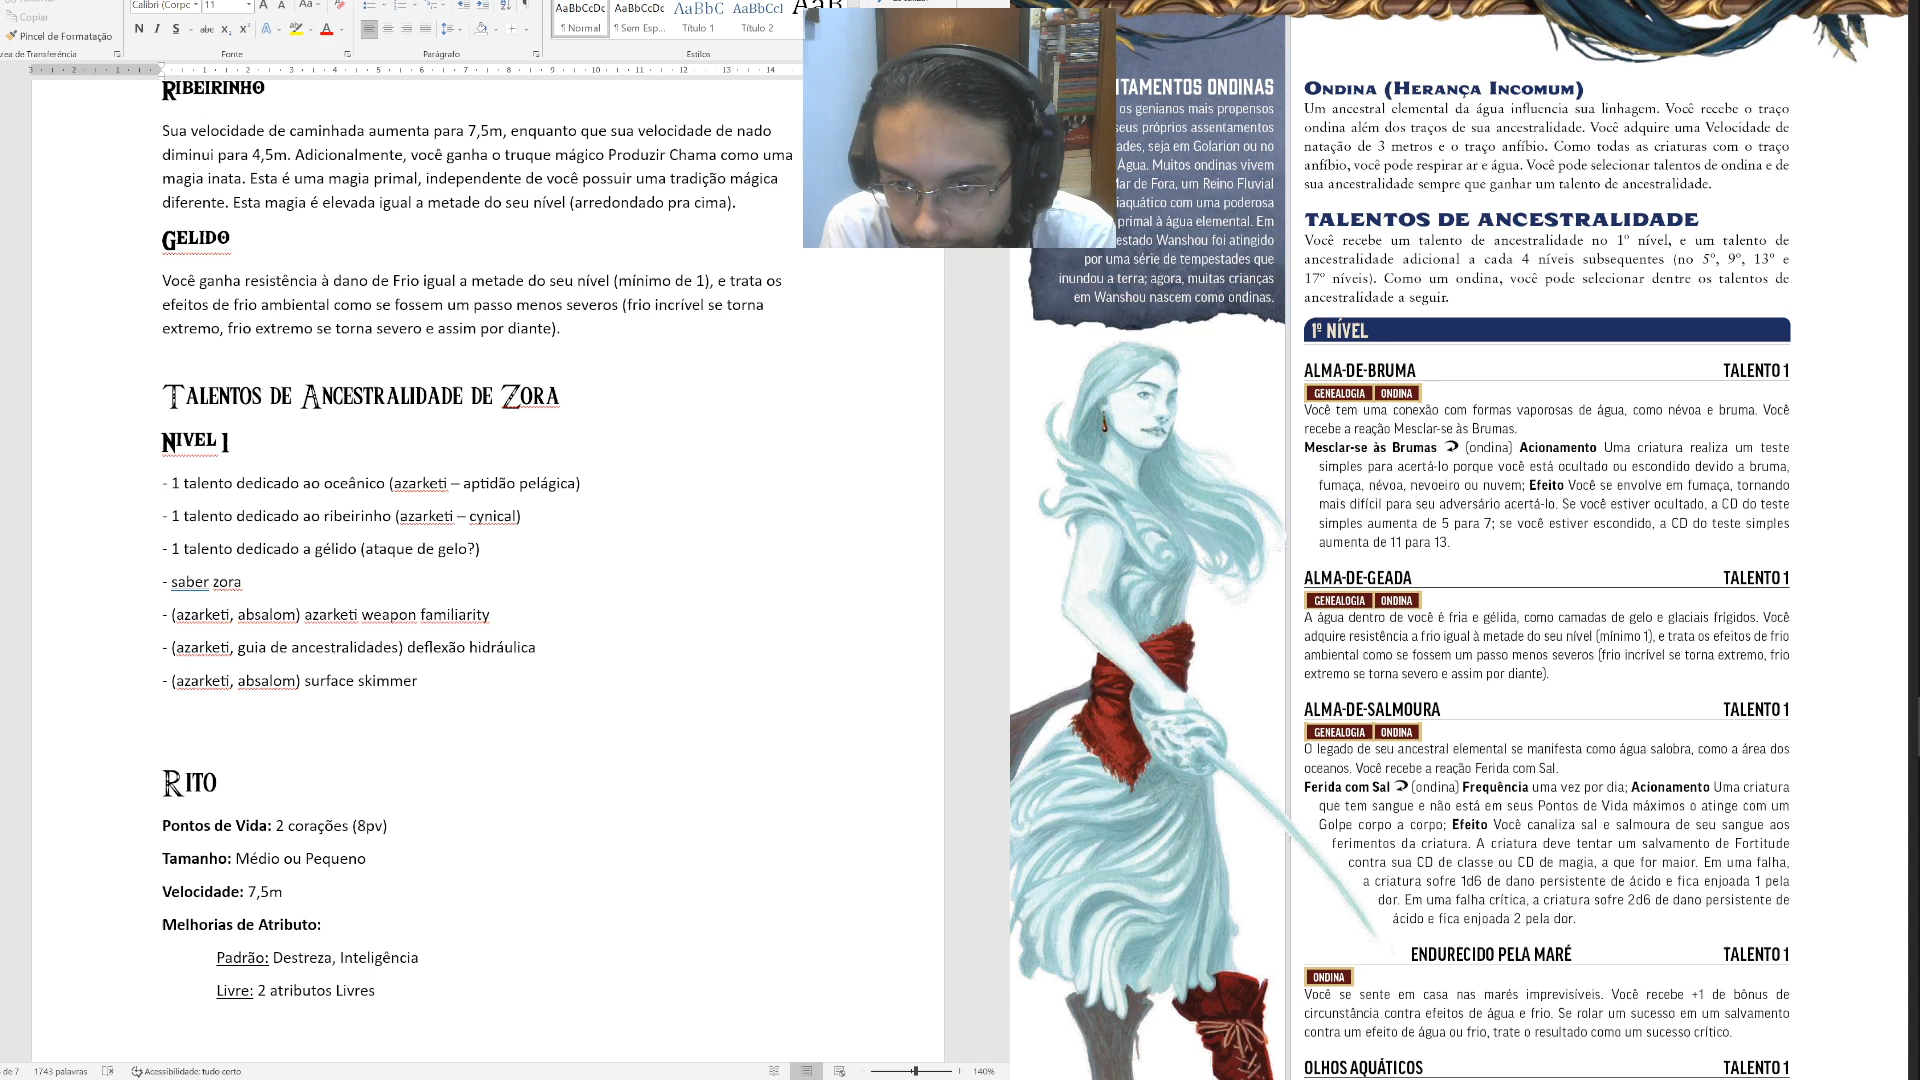 Calibri (Corpc
11
Copiar
Pincel de Formatação
área de Transferência
Fonte
Parágrafo
Estilos
AaBbCcDc AaBbCcDc AaBbC AaBbCcI
¶ Normal ¶ Sem Esp... Título 1 Título 2
RIBEIRINHO
Sua velocidade de caminhada aumenta para 7,5m, enquanto que sua velocidade de nado
diminui para 4,5m. Adicionalmente, você ganha o truque mágico Produzir Chama como uma
magia inata. Esta é uma magia primal, independente de você possuir uma tradição mágica
diferente. Esta magia é elevada igual a metade do seu nível (arredondado pra cima).
GELIDO
Você ganha resistência à dano de Frio igual a metade do seu nível (mínimo de 1), e trata os
efeitos de frio ambiental como se fossem um passo menos severos (frio incrível se torna
extremo, frio extremo se torna severo e assim por diante).
TALENTOS DE ANCESTRALIDADE DE ZORA
NIVEL 1
- 1 talento dedicado ao oceânico (azarketi – aptidão pelágica)
- 1 talento dedicado ao ribeirinho (azarketi – cynical)
- 1 talento dedicado a gélido (ataque de gelo?)
- saber zora
- (azarketi, absalom) azarketi weapon familiarity
- (azarketi, guia de ancestralidades) deflexão hidráulica
- (azarketi, absalom) surface skimmer
RITO
Pontos de Vida: 2 corações (8pv)
Tamanho: Médio ou Pequeno
Velocidade: 7,5m
Melhorias de Atributo:
Padrão: Destreza, Inteligência
Livre: 2 atributos Livres
de 7 1743 palavras Acessibilidade: tudo certo 140%
NTAMENTOS ONDINAS
os genianos mais propensos
seus próprios assentamentos
ades, seja em Golarion ou no
Água. Muitos ondinas vivem
Mar de Fora, um Reino Fluvial
aquático com uma poderosa
primal à água elemental. Em
estado Wanshou foi atingido
por uma série de tempestades que
inundou a terra; agora, muitas crianças
em Wanshou nascem como ondinas.
ONDINA (HERANÇA INCOMUM)
Um ancestral elemental da água influencia sua linhagem. Você recebe o traço
ondina além dos traços de sua ancestralidade. Você adquire uma Velocidade de
natação de 3 metros e o traço anfíbio. Como todas as criaturas com o traço
anfíbio, você pode respirar ar e água. Você pode selecionar talentos de ondina e de
sua ancestralidade sempre que ganhar um talento de ancestralidade.
TALENTOS DE ANCESTRALIDADE
Você recebe um talento de ancestralidade no 1º nível, e um talento de
ancestralidade adicional a cada 4 níveis subsequentes (no 5º, 9º, 13º e
17º níveis). Como um ondina, você pode selecionar dentre os talentos de
ancestralidade a seguir.
1º NÍVEL
ALMA-DE-BRUMA TALENTO 1
GENEALOGIA ONDINA
Você tem uma conexão com formas vaporosas de água, como névoa e bruma. Você
recebe a reação Mesclar-se às Brumas.
Mesclar-se às Brumas (ondina) Acionamento Uma criatura realiza um teste
simples para acertá-lo porque você está ocultado ou escondido devido a bruma,
fumaça, névoa, nevoeiro ou nuvem; Efeito Você se envolve em fumaça, tornando
mais difícil para seu adversário acertá-lo. Se você estiver ocultado, a CD do teste
simples aumenta de 5 para 7; se você estiver escondido, a CD do teste simples
aumenta de 11 para 13.
ALMA-DE-GEADA TALENTO 1
GENEALOGIA ONDINA
A água dentro de você é fria e gélida, como camadas de gelo e glaciais frígidos. Você
adquire resistência a frio igual à metade do seu nível (mínimo 1), e trata os efeitos de frio
ambiental como se fossem um passo menos severos (frio incrível se torna extremo, frio
extremo se torna severo e assim por diante).
ALMA-DE-SALMOURA TALENTO 1
GENEALOGIA ONDINA
O legado de seu ancestral elemental se manifesta como água salobra, como a área dos
oceanos. Você recebe a reação Ferida com Sal.
Ferida com Sal (ondina) Frequência uma vez por dia; Acionamento Uma criatura
que tem sangue e não está em seus Pontos de Vida máximos o atinge com um
Golpe corpo a corpo; Efeito Você canaliza sal e salmoura de seu sangue aos
ferimentos da criatura. A criatura deve tentar um salvamento de Fortitude
contra sua CD de classe ou CD de magia, a que for maior. Em uma falha,
a criatura sofre 1d6 de dano persistente de ácido e fica enjoada 1 pela
dor. Em uma falha crítica, a criatura sofre 2d6 de dano persistente de
ácido e fica enjoada 2 pela dor.
ENDURECIDO PELA MARÉ TALENTO 1
ONDINA
Você se sente em casa nas marés imprevisíveis. Você recebe +1 de bônus de
circunstância contra efeitos de água e frio. Se rolar um sucesso em um salvamento
contra um efeito de água ou frio, trate o resultado como um sucesso crítico.
OLHOS AQUÁTICOS TALENTO 1